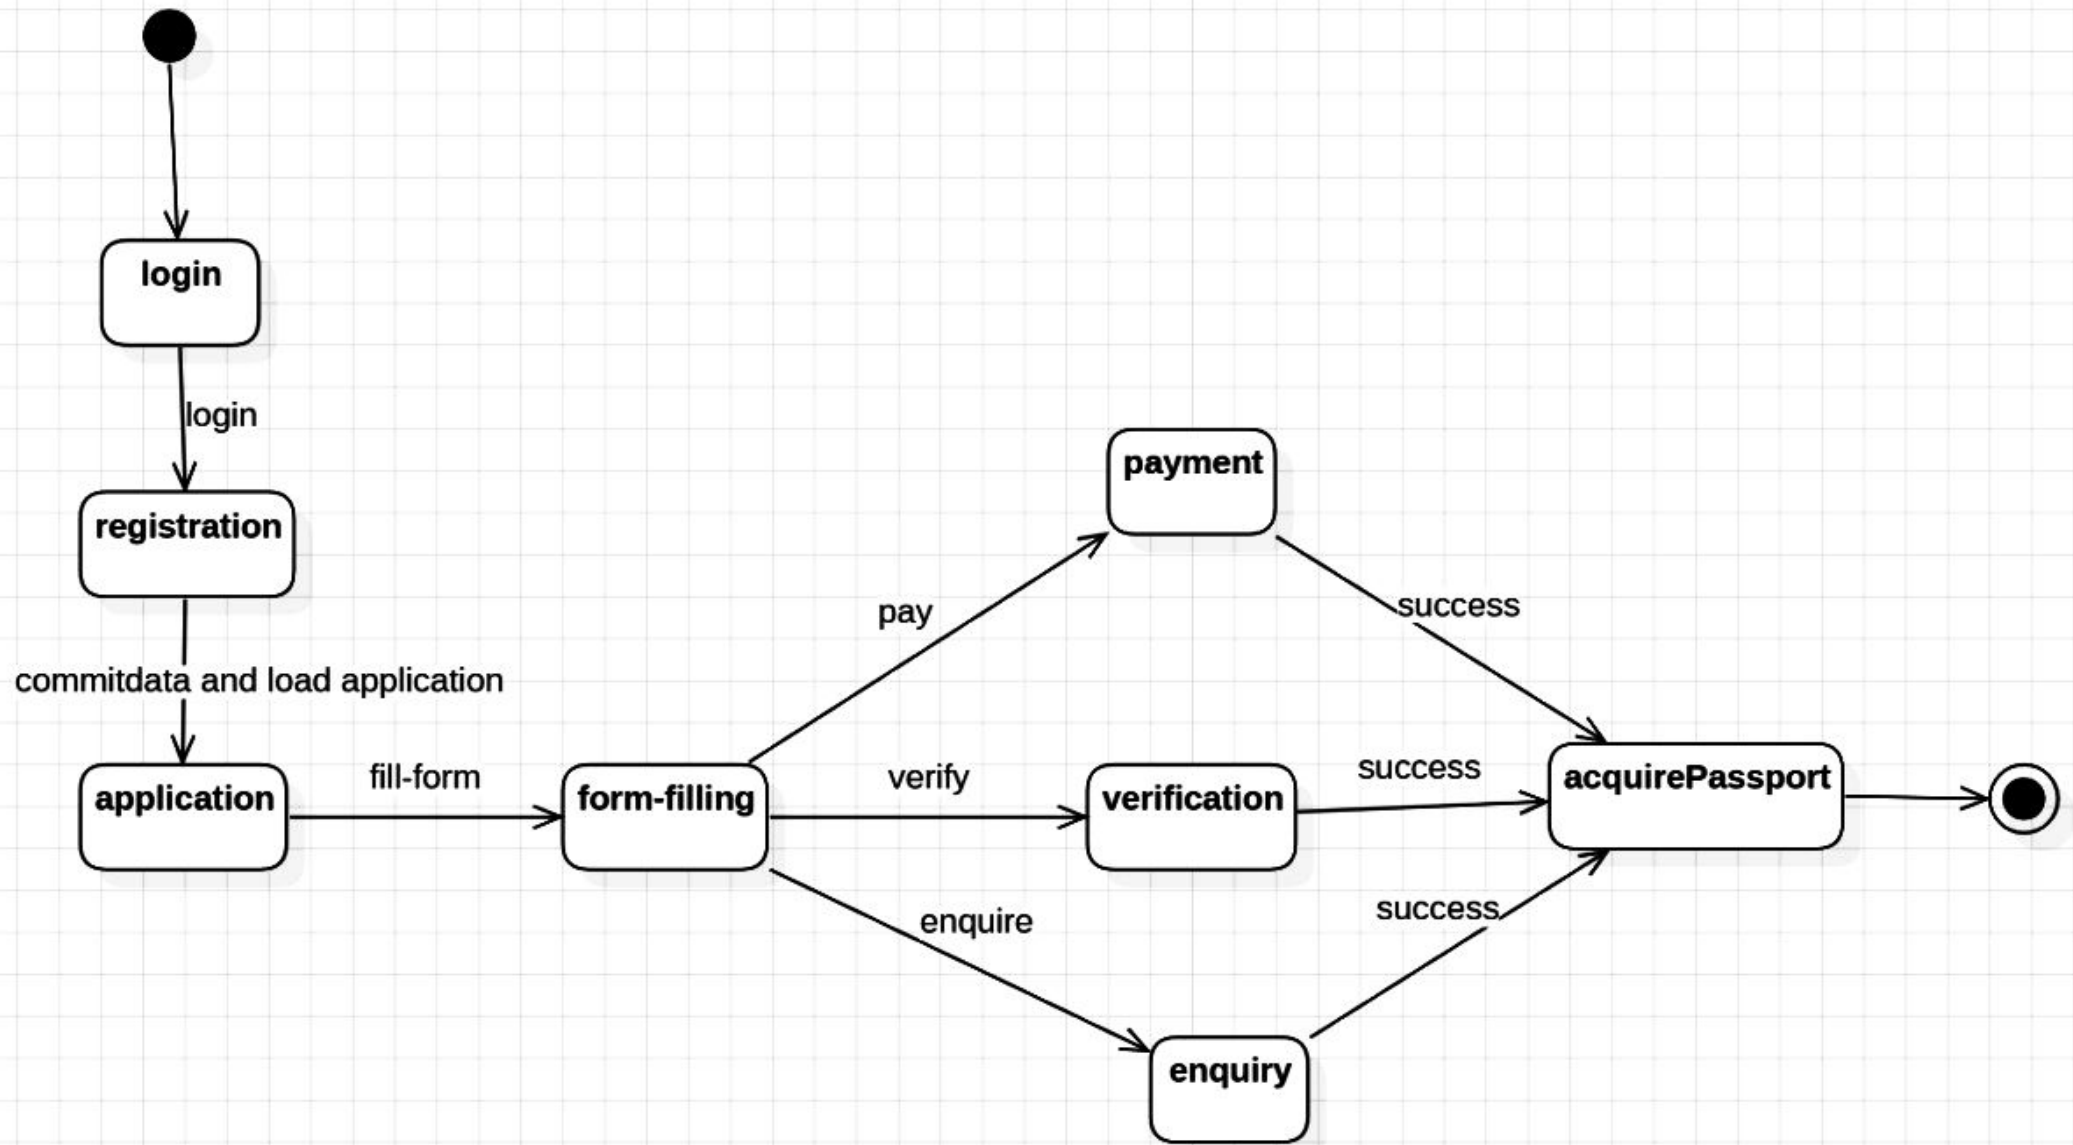 login
login
registration
commitdata and load application
application
fill-form
form-filling
pay
payment
success
verify
verification
success
acquirePassport
enquire
success
enquiry